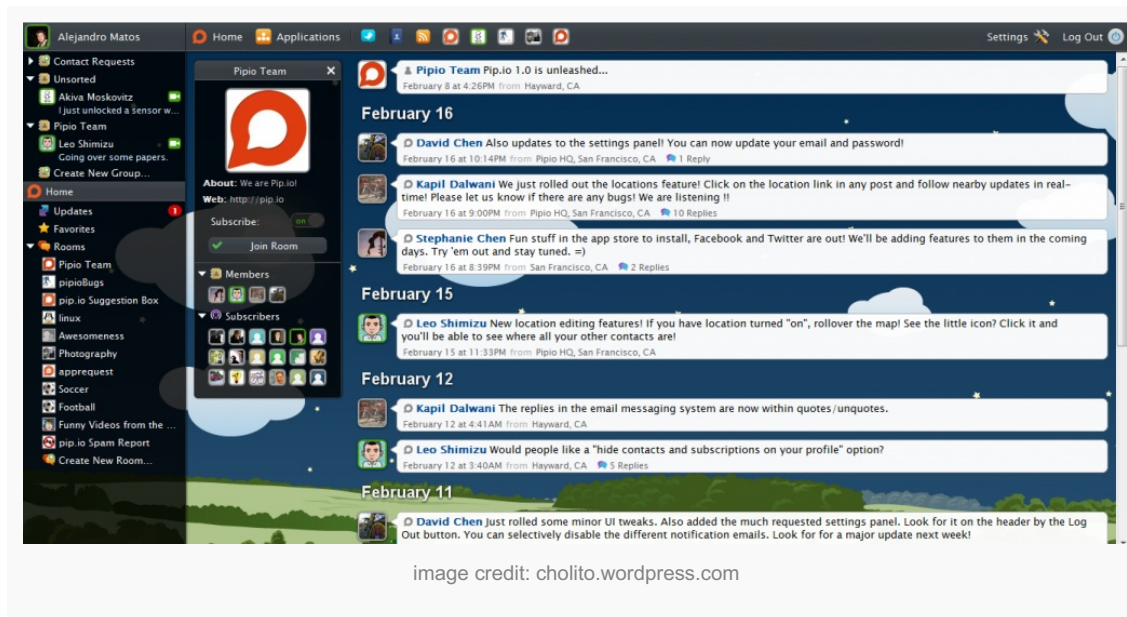 Alejandro Matos
Home
Applications
Settings
Log Out
Contact Requests
Unsorted
Akiva Moskovitz
I just unlocked a sensor w...
Pipio Team
Leo Shimizu
Going over some papers.
Create New Group...
Home
Updates
1
Favorites
Rooms
Pipio Team
pipioBugs
pip.io Suggestion Box
linux
Awesomeness
Photography
apprequest
Soccer
Football
Funny Videos from the ...
pip.io Spam Report
Create New Room...
Pipio Team
About: We are Pip.io!
Web: http://pip.io
Subscribe:
on
Join Room
Members
Subscribers
Pipio Team Pip.io 1.0 is unleashed...
February 8 at 4:26PM from Hayward, CA
February 16
David Chen Also updates to the settings panel! You can now update your email and password!
February 16 at 10:14PM from Pipio HQ, San Francisco, CA 1 Reply
Kapil Dalwani We just rolled out the locations feature! Click on the location link in any post and follow nearby updates in real-
time! Please let us know if there are any bugs! We are listening !!
February 16 at 9:00PM from Pipio HQ, San Francisco, CA 10 Replies
Stephanie Chen Fun stuff in the app store to install, Facebook and Twitter are out! We'll be adding features to them in the coming
days. Try 'em out and stay tuned. =)
February 16 at 8:39PM from San Francisco, CA 2 Replies
February 15
Leo Shimizu New location editing features! If you have location turned "on", rollover the map! See the little icon? Click it and
you'll be able to see where all your other contacts are!
February 15 at 11:33PM from Pipio HQ, San Francisco, CA
February 12
Kapil Dalwani The replies in the email messaging system are now within quotes/unquotes.
February 12 at 4:41AM from Hayward, CA
Leo Shimizu Would people like a "hide contacts and subscriptions on your profile" option?
February 12 at 3:40AM from Hayward, CA 5 Replies
February 11
David Chen Just rolled some minor UI tweaks. Also added the much requested settings panel. Look for it on the header by the Log
Out button. You can selectively disable the different notification emails. Look for for a major update next week!
image credit: cholito.wordpress.com